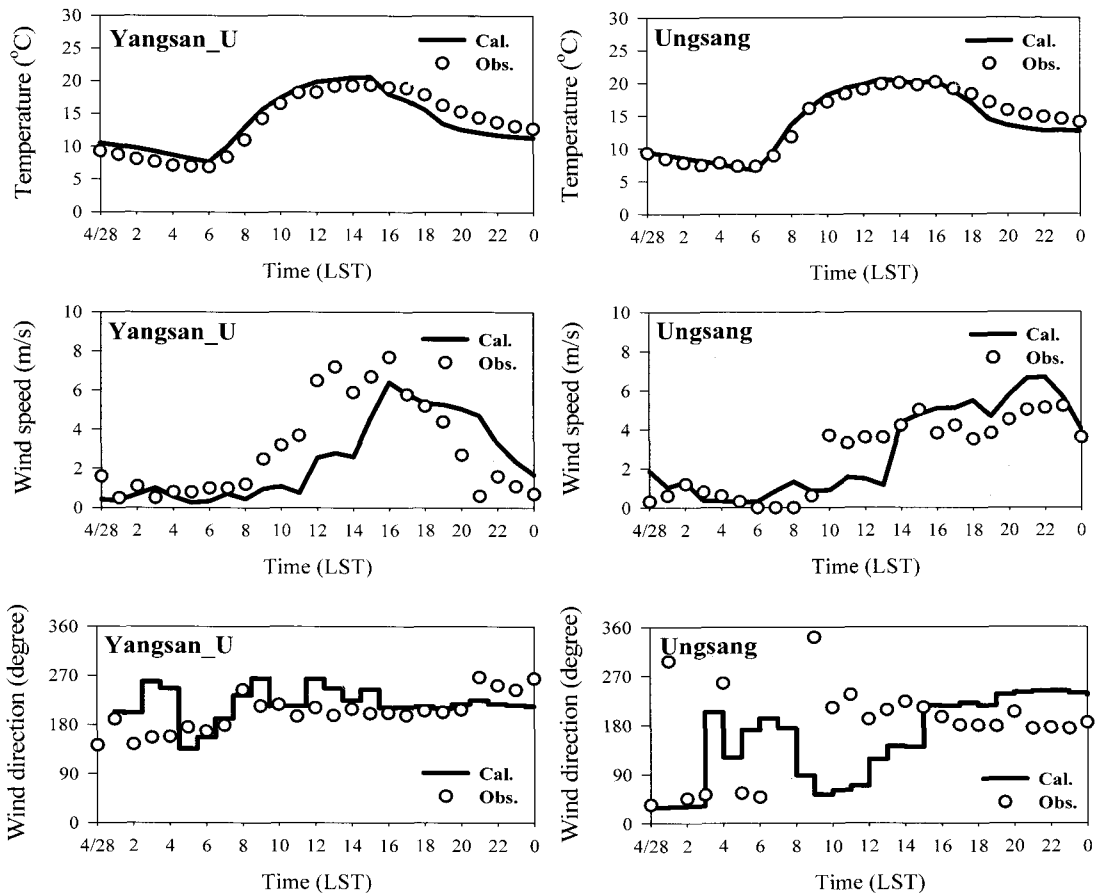 30
25
20
15
10
5
0
Temperature (°C)
Yangsan_U
Cal.
Obs.
4/28 2 4 6 8 10 12 14 16 18 20 22 0
Time (LST)
30
25
20
15
10
5
0
Temperature (°C)
Ungsang
Cal.
Obs.
4/28 2 4 6 8 10 12 14 16 18 20 22 0
Time (LST)
10
8
6
4
2
0
Wind speed (m/s)
Yangsan_U
Cal.
Obs.
4/28 2 4 6 8 10 12 14 16 18 20 22 0
Time (LST)
10
8
6
4
2
0
Wind speed (m/s)
Ungsang
Cal.
Obs.
4/28 2 4 6 8 10 12 14 16 18 20 22 0
Time (LST)
360
270
180
90
0
Wind direction (degree)
Yangsan_U
Cal.
Obs.
4/28 2 4 6 8 10 12 14 16 18 20 22 0
Time (LST)
360
270
180
90
0
Wind direction (degree)
Ungsang
Cal.
Obs.
4/28 2 4 6 8 10 12 14 16 18 20 22 0
Time (LST)